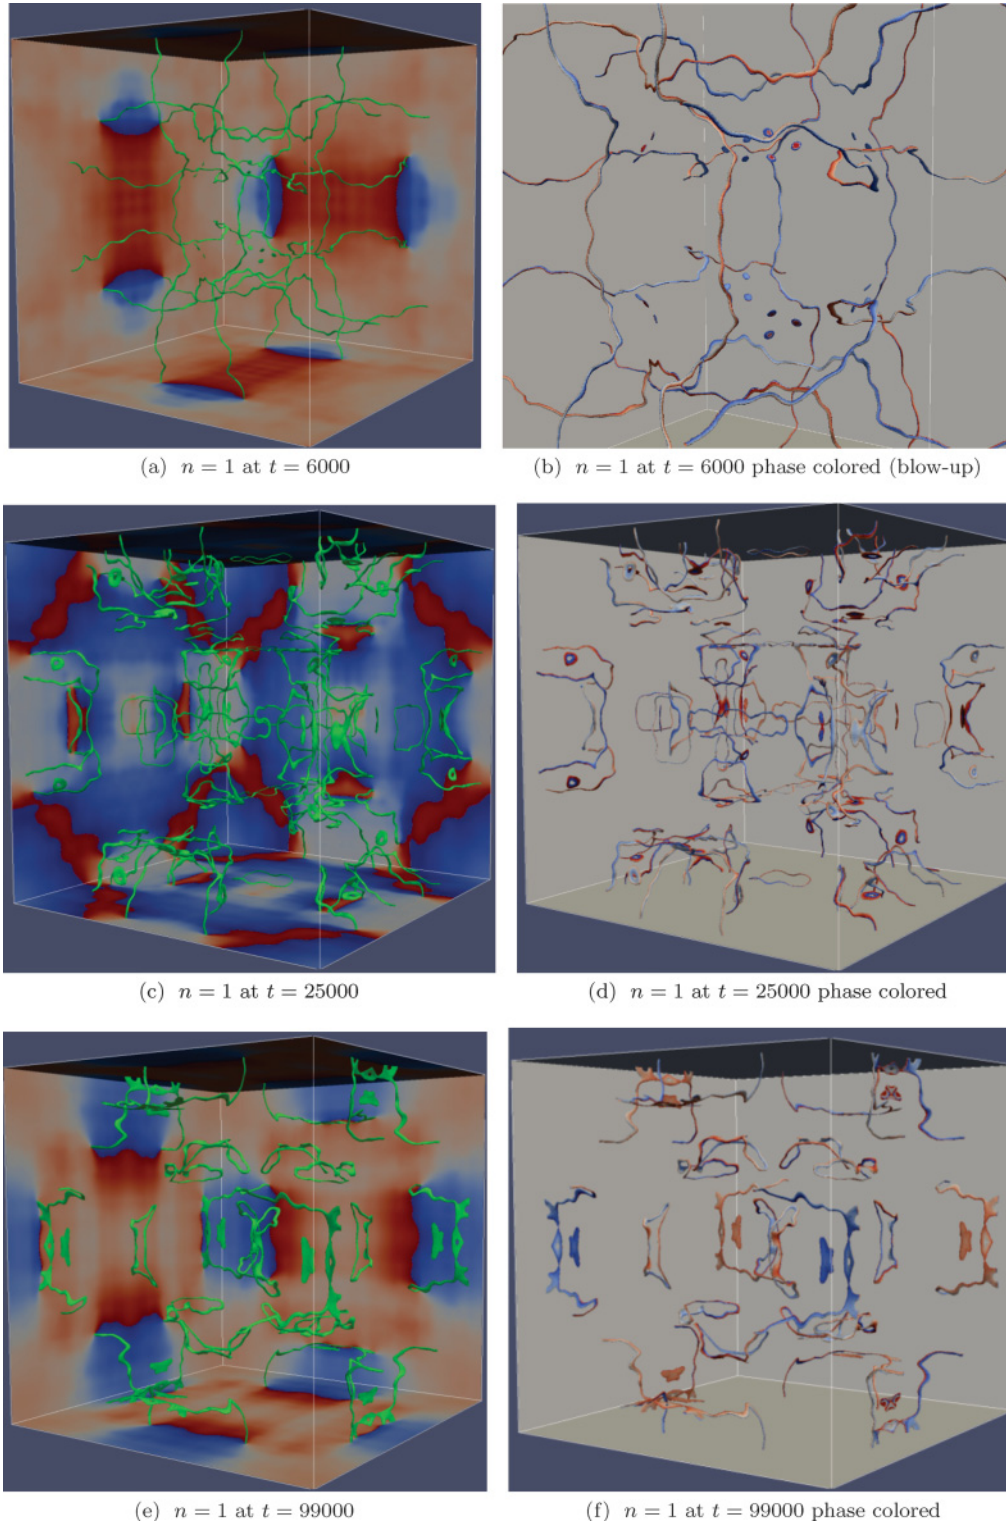 (a) n = 1 at t = 6000
(b) n = 1 at t = 6000 phase colored (blow-up)
(c) n = 1 at t = 25000
(d) n = 1 at t = 25000 phase colored
(e) n = 1 at t = 99000
(f) n = 1 at t = 99000 phase colored